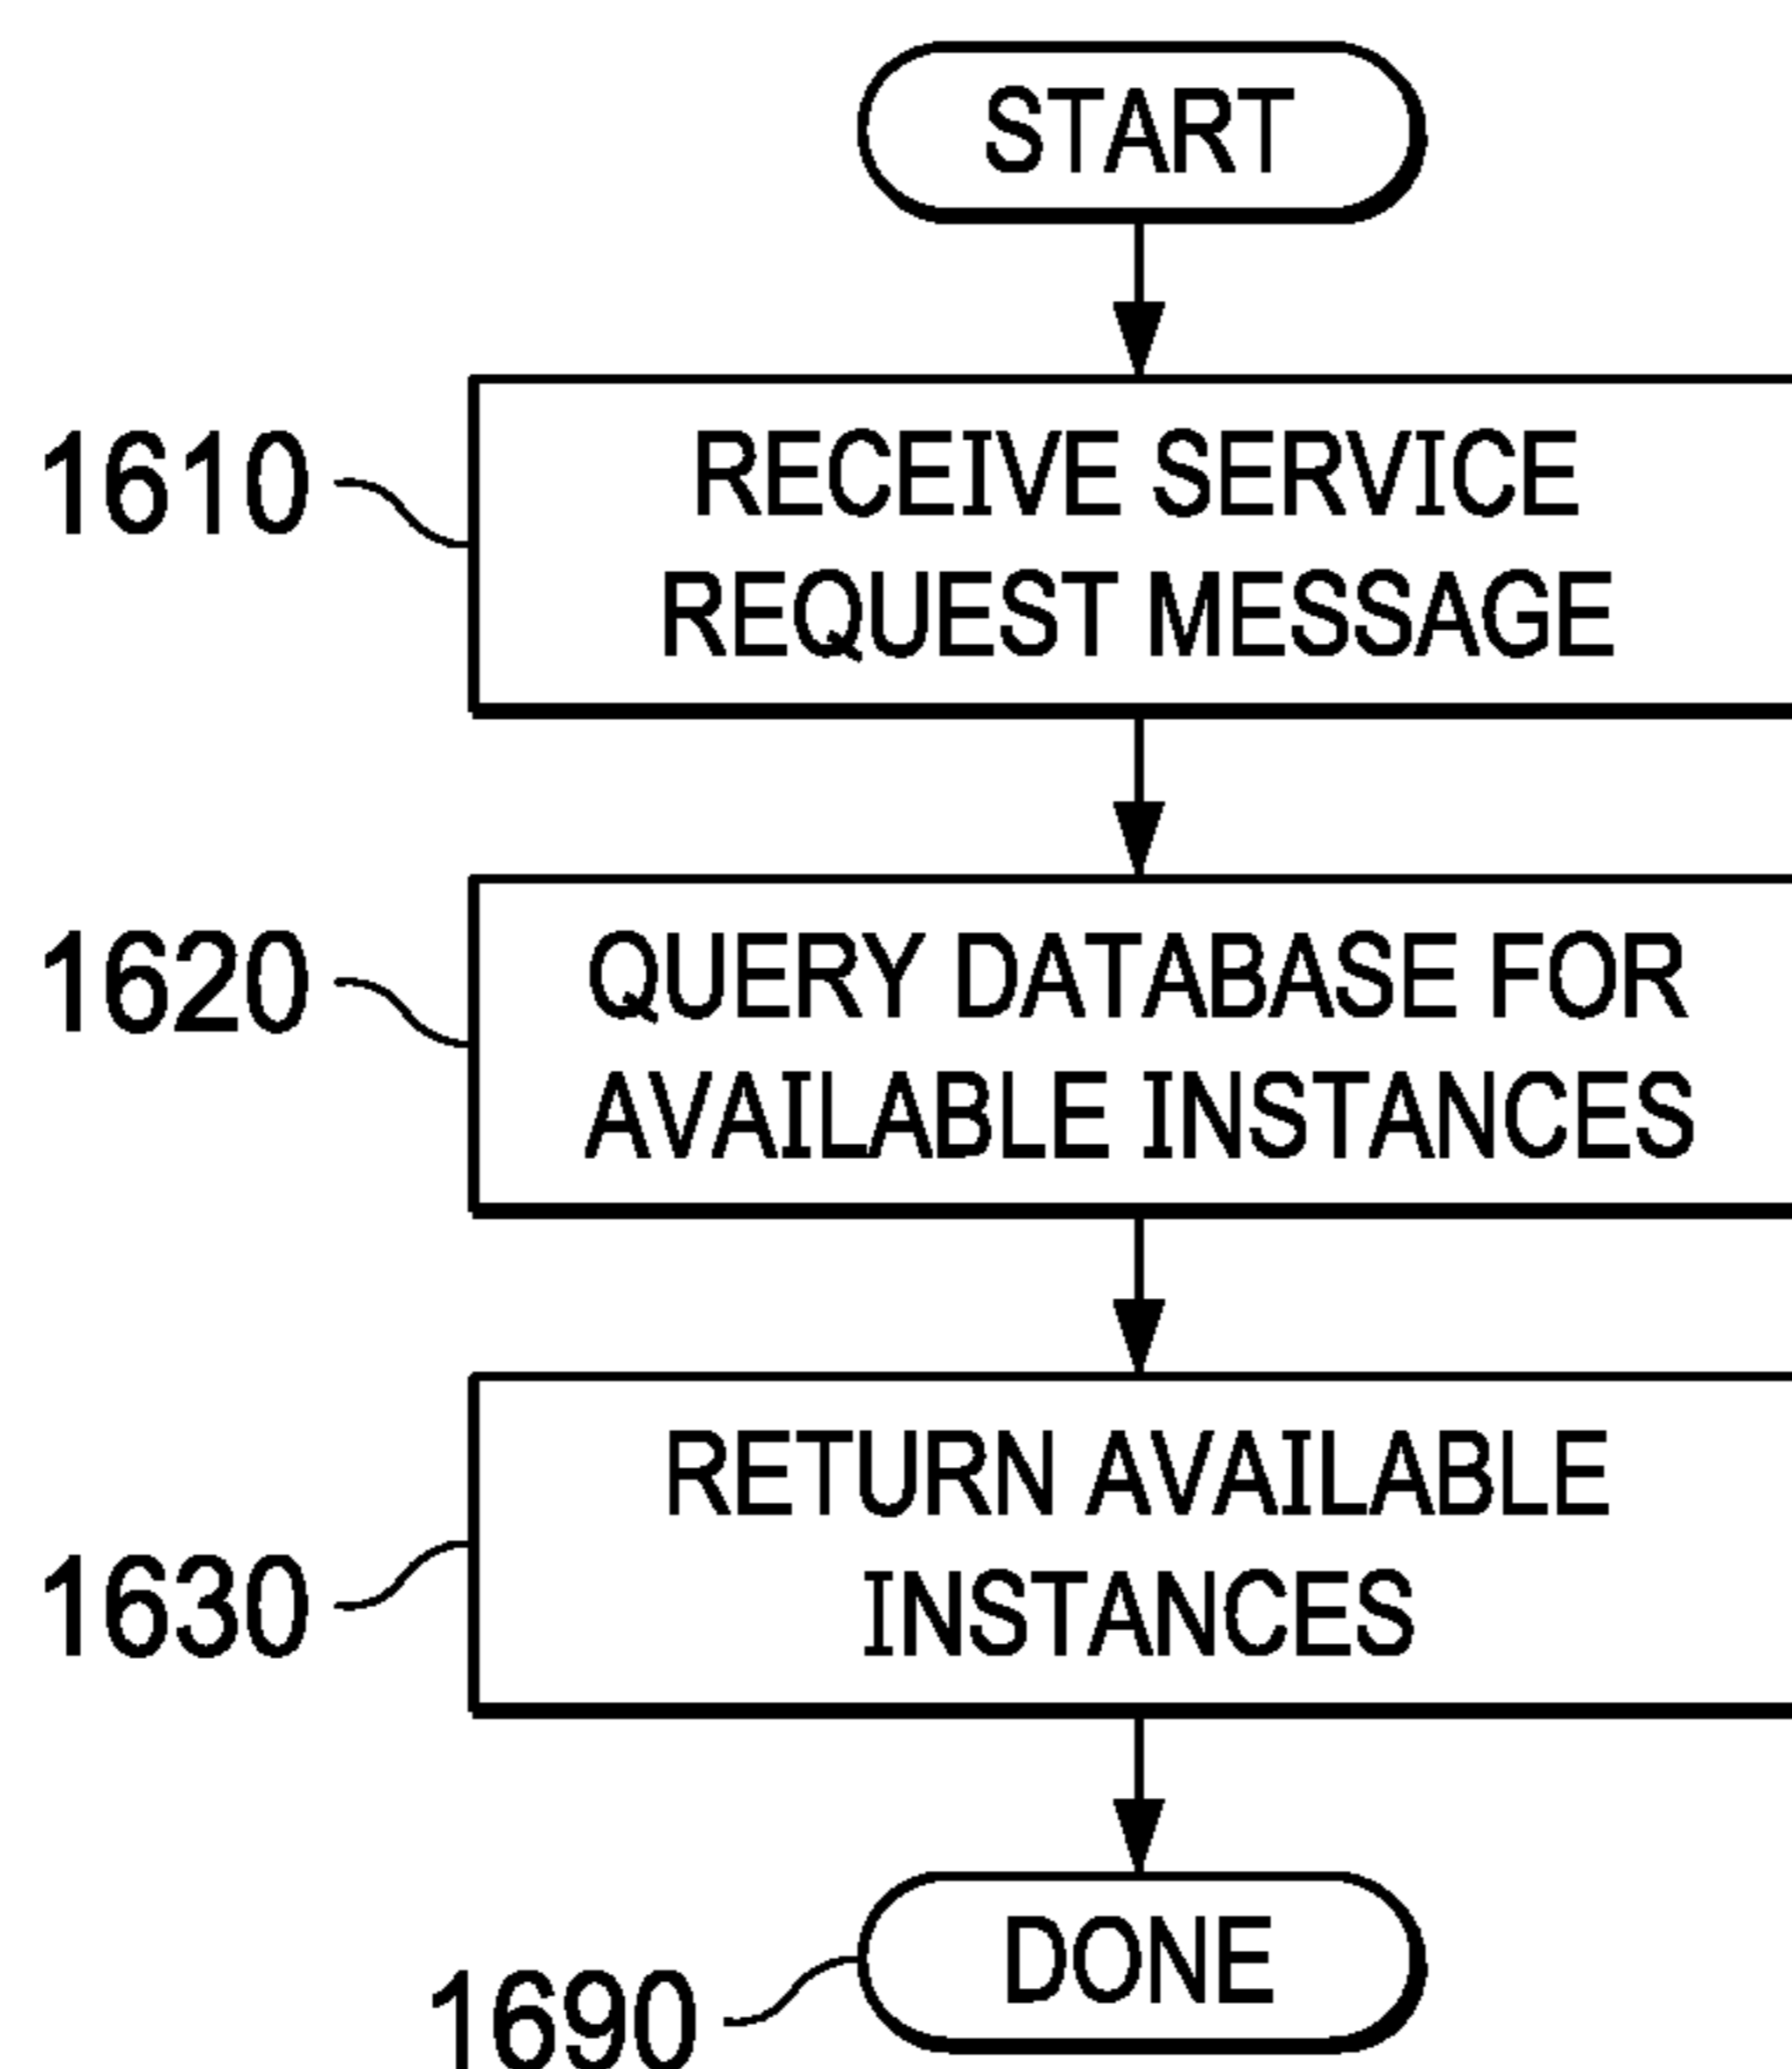 START
1610
RECEIVE SERVICE
REQUEST MESSAGE
1620
QUERY DATABASE FOR
AVAILABLE INSTANCES
RETURN AVAILABLE
1630
INSTANCES
DONE
1690